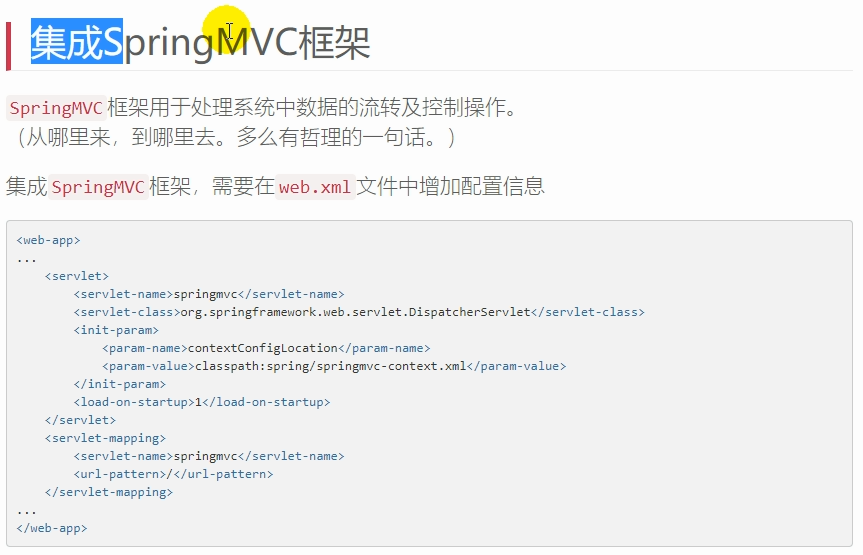 集成SpringMVC框架
SpringMVC框架用于处理系统中数据的流转及控制操作。
（从哪里来，到哪里去。多么有哲理的一句话。）
集成SpringMVC框架，需要在web.xml文件中增加配置信息
<web-app>
...
    <servlet>
        <servlet-name>springmvc</servlet-name>
        <servlet-class>org.springframework.web.servlet.DispatcherServlet</servlet-class>
        <init-param>
            <param-name>contextConfigLocation</param-name>
            <param-value>classpath:spring/springmvc-context.xml</param-value>
        </init-param>
        <load-on-startup>1</load-on-startup>
    </servlet>
    <servlet-mapping>
        <servlet-name>springmvc</servlet-name>
        <url-pattern>/</url-pattern>
    </servlet-mapping>
...
</web-app>